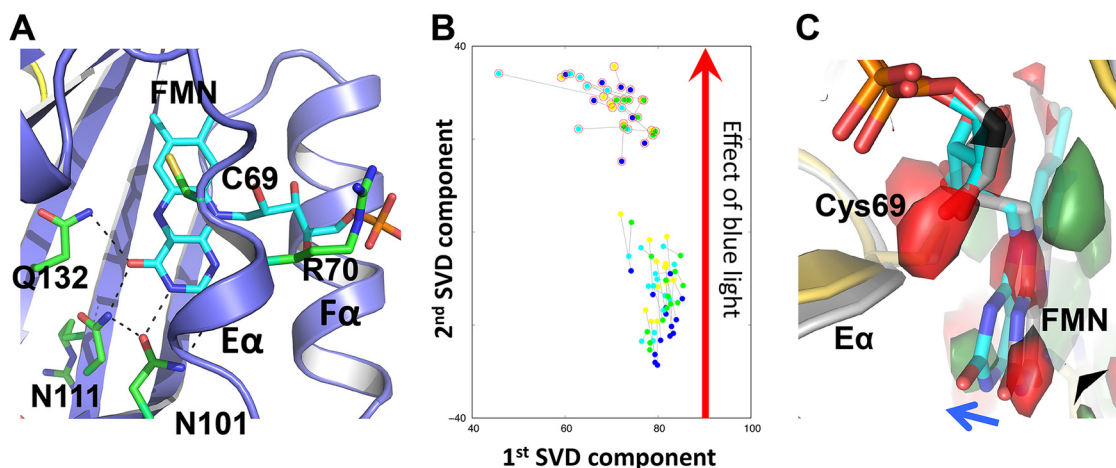 A
FMN
C69
Q132
R70
Eα
Fα
N111
N101
B
40
2nd SVD component
Effect of blue light
−40
40
60
80
100
1st SVD component
C
Cys69
Eα
FMN